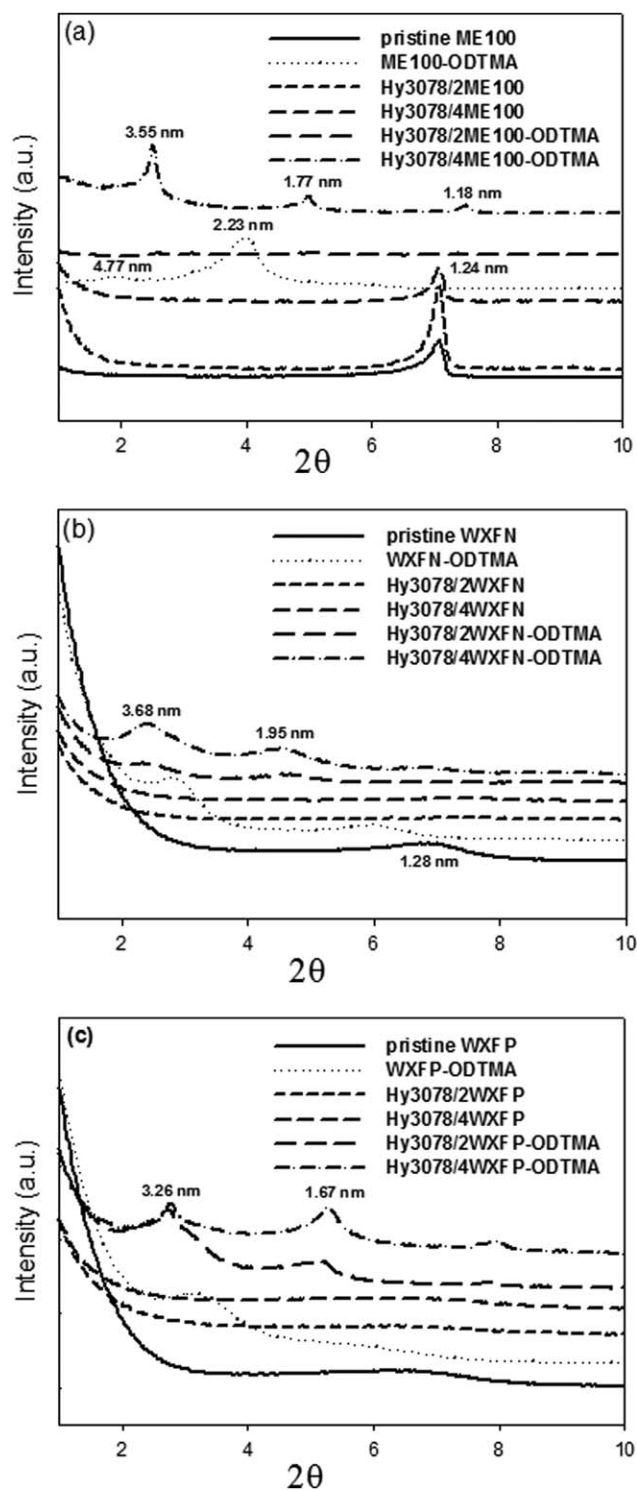 (a)
pristine ME100
ME100-ODTMA
Hy3078/2ME100
Hy3078/4ME100
Hy3078/2ME100-ODTMA
Hy3078/4ME100-ODTMA
3.55 nm
1.77 nm
1.18 nm
2.23 nm
4.77 nm
1.24 nm
Intensity (a.u.)
2 4 6 8 10
2θ
(b)
pristine WXFN
WXFN-ODTMA
Hy3078/2WXFN
Hy3078/4WXFN
Hy3078/2WXFN-ODTMA
Hy3078/4WXFN-ODTMA
3.68 nm
1.95 nm
1.28 nm
Intensity (a.u.)
2 4 6 8 10
2θ
(c)
pristine WXFP
WXFP-ODTMA
Hy3078/2WXFP
Hy3078/4WXFP
Hy3078/2WXFP-ODTMA
Hy3078/4WXFP-ODTMA
3.26 nm
1.67 nm
Intensity (a.u.)
2 4 6 8 10
2θ